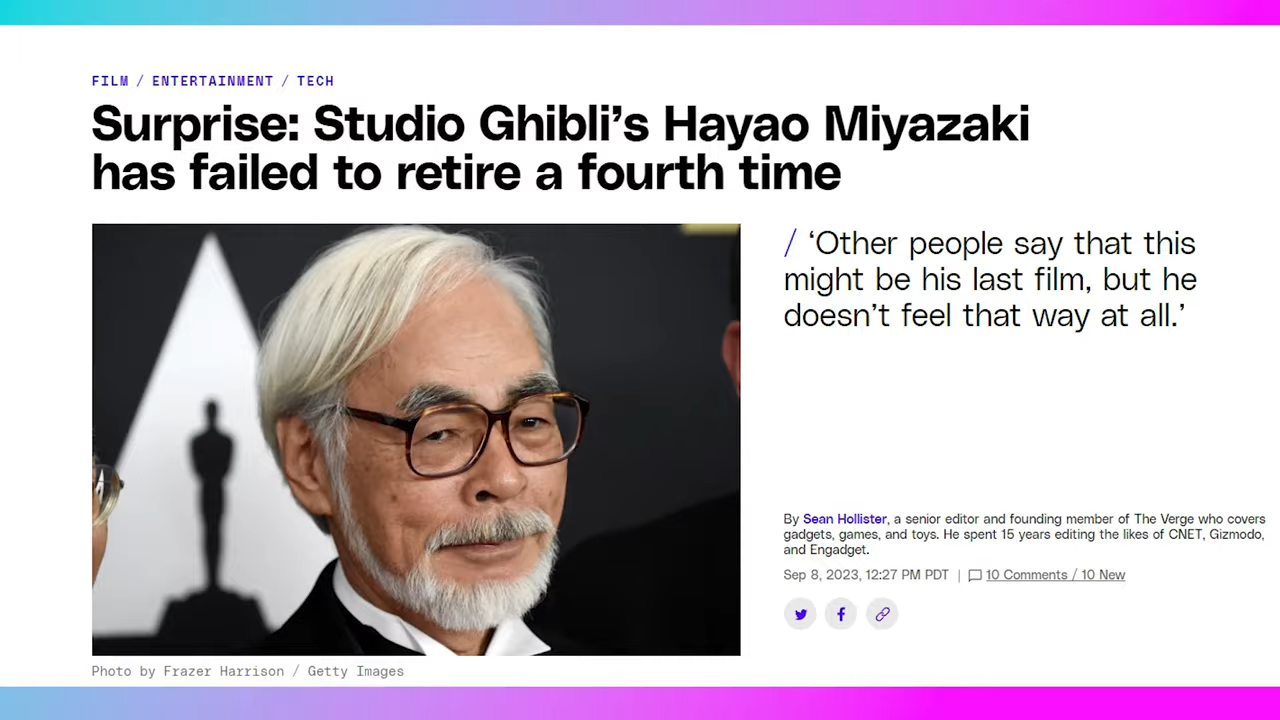 FILM / ENTERTAINMENT / TECH
Surprise: Studio Ghibli’s Hayao Miyazaki
has failed to retire a fourth time
/ ‘Other people say that this
might be his last film, but he
doesn’t feel that way at all.’
By Sean Hollister, a senior editor and founding member of The Verge who covers
gadgets, games, and toys. He spent 15 years editing the likes of CNET, Gizmodo,
and Engadget.
Sep 8, 2023, 12:27 PM PDT | 10 Comments / 10 New
Photo by Frazer Harrison / Getty Images